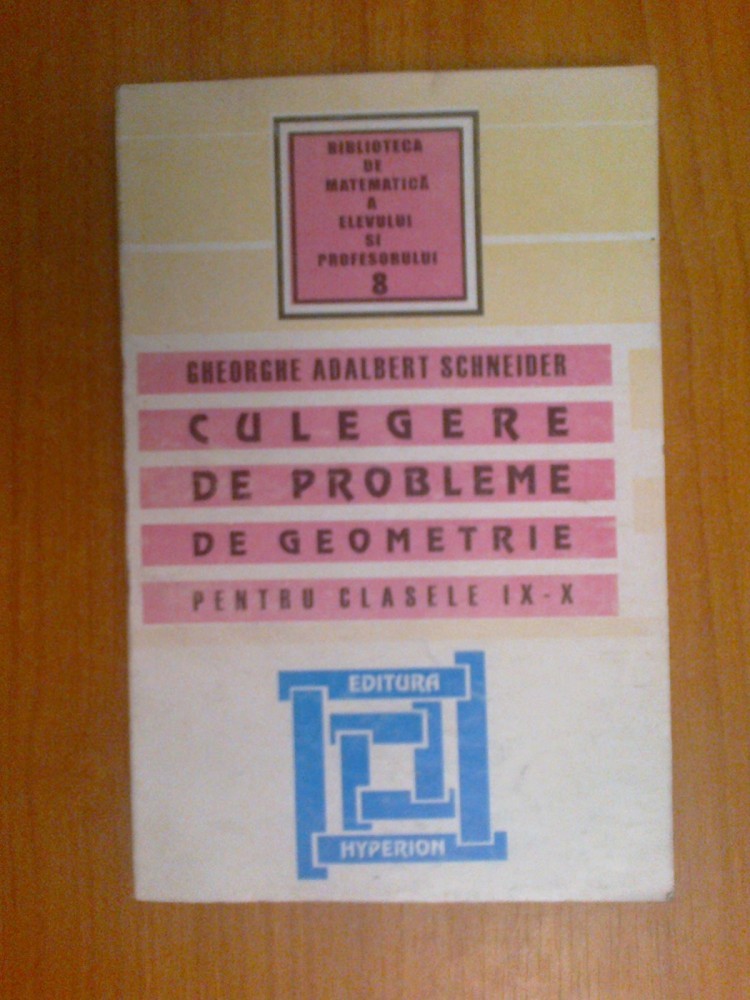 BIBLIOTECA
DE
MATEMATICĂ
A
ELEVULUI
SI
PROFESORULUI
8
GHEORGHE ADALBERT SCHNEIDER
CULEGERE
DE PROBLEME
DE GEOMETRIE
PENTRU CLASELE IX-X
EDITURA
HYPERION